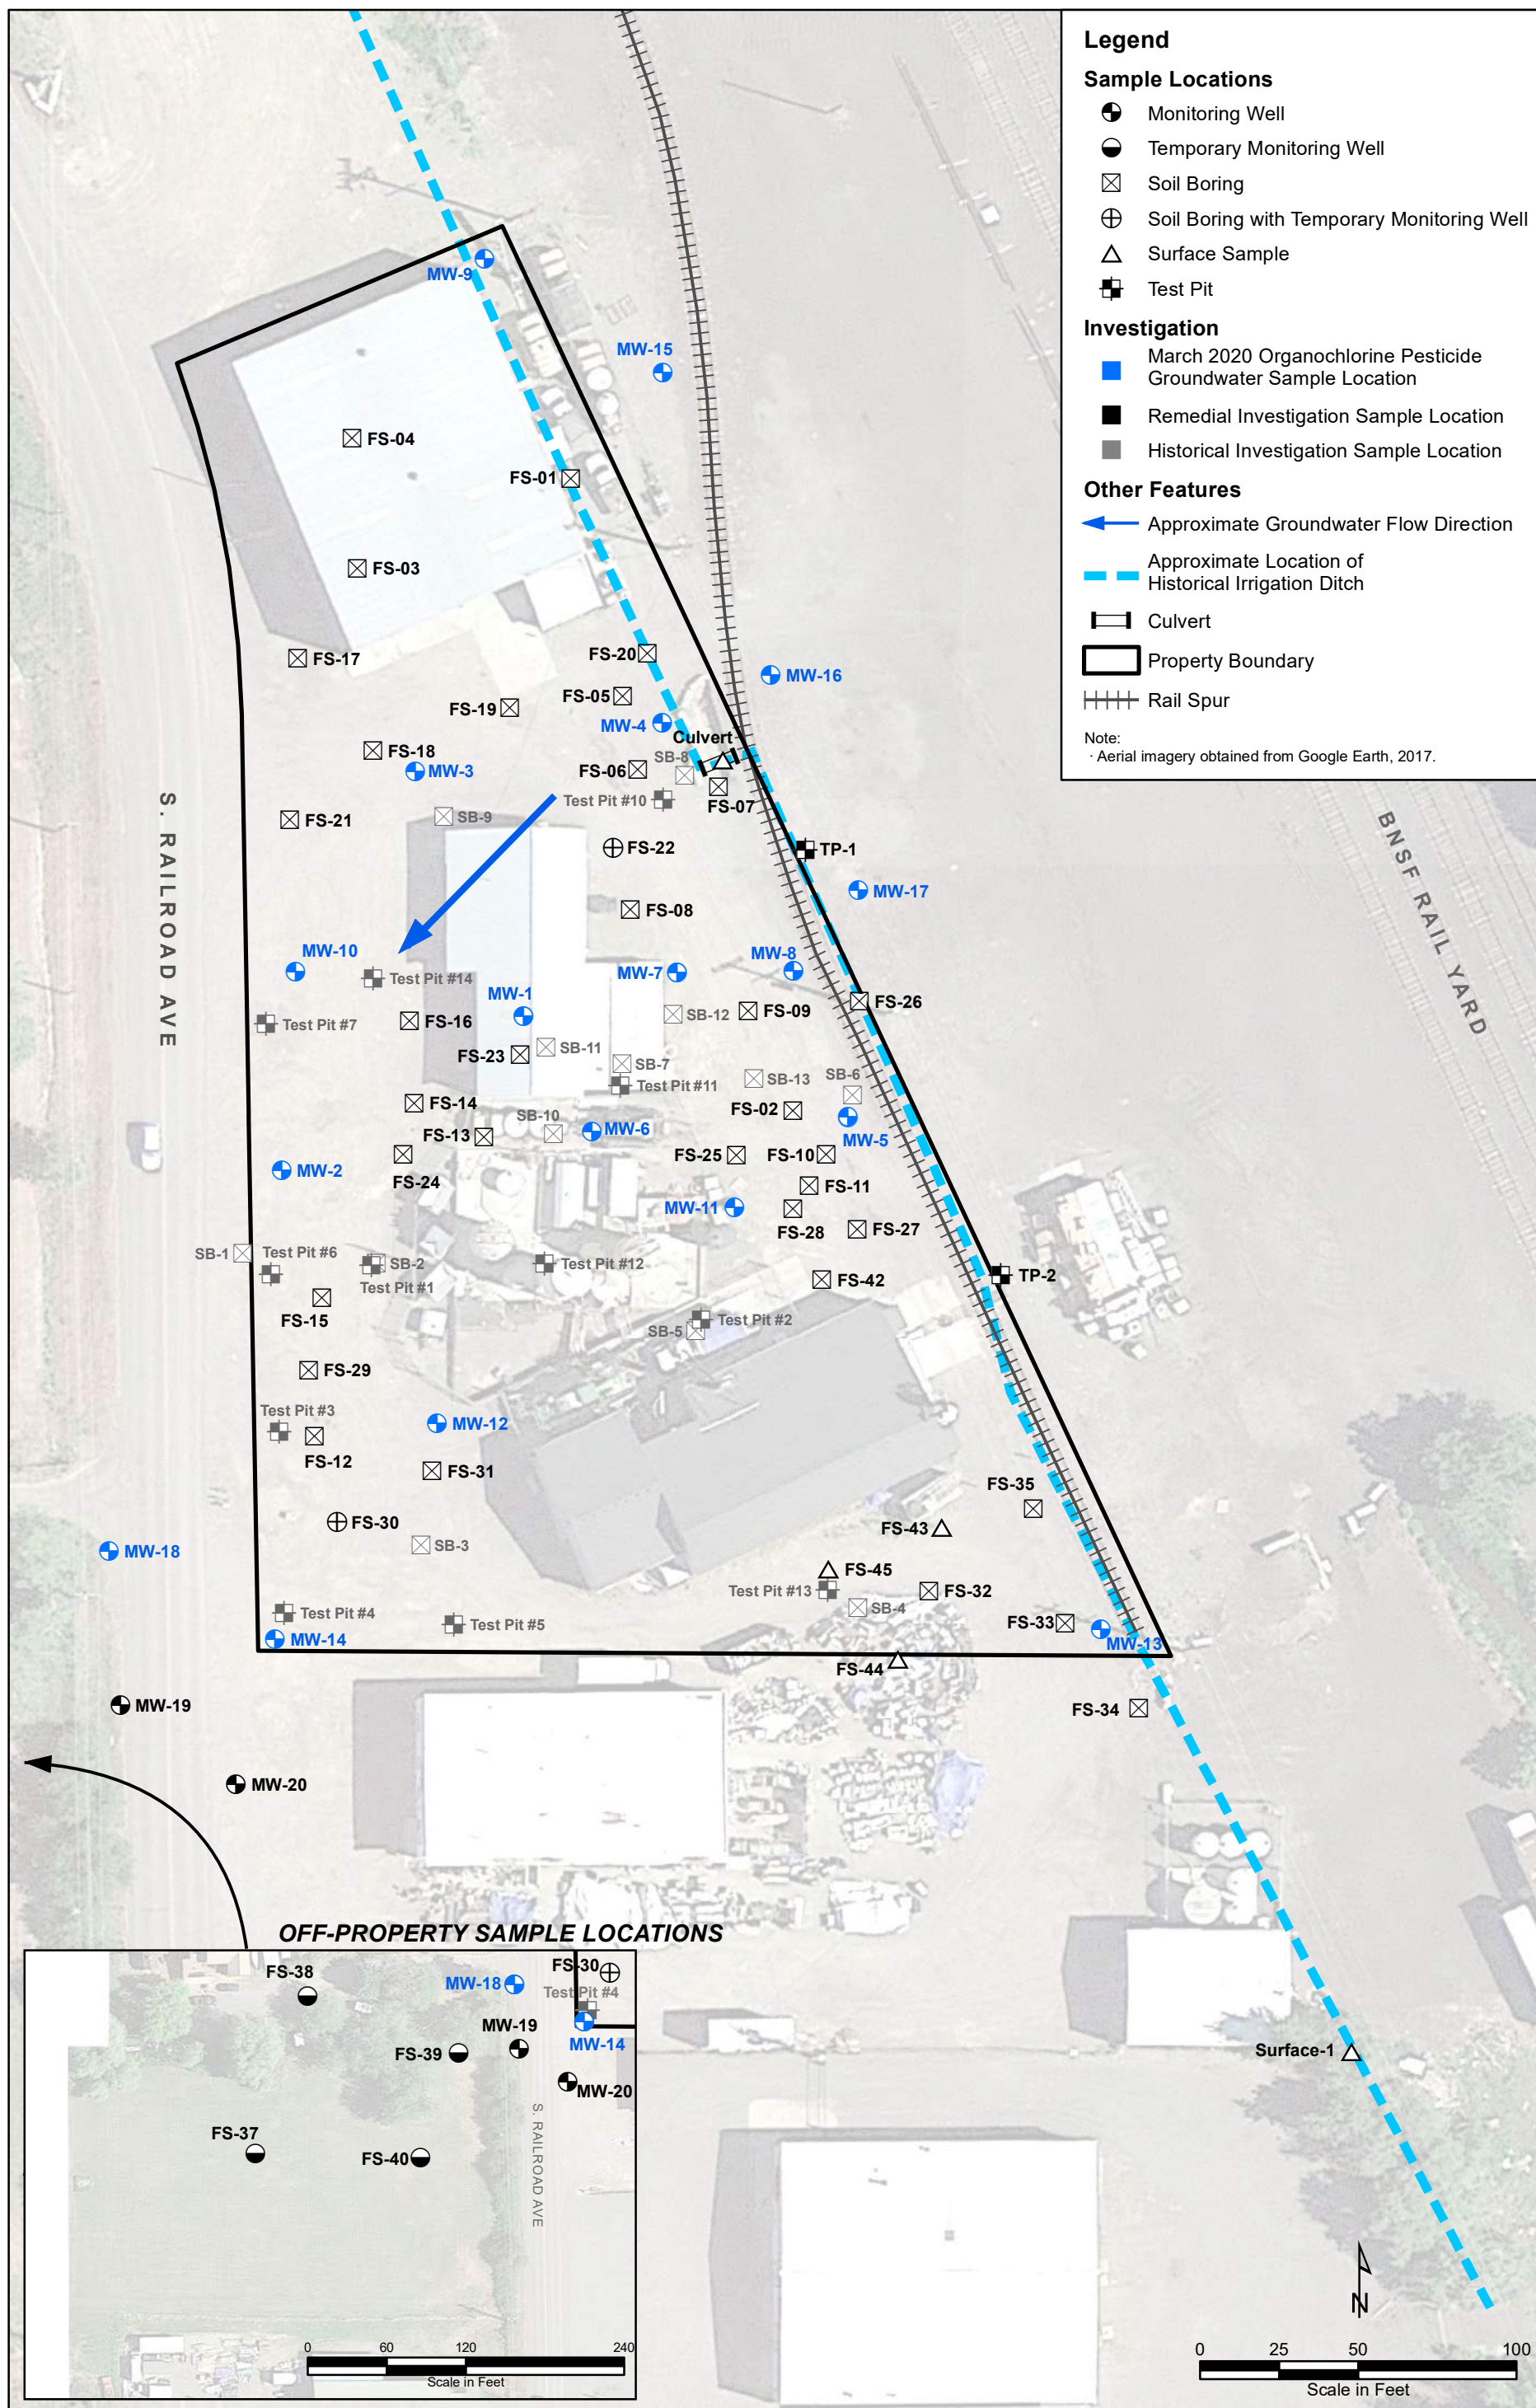 Legend
Sample Locations
Monitoring Well
Temporary Monitoring Well
Soil Boring
Soil Boring with Temporary Monitoring Well
Surface Sample
Test Pit
Investigation
March 2020 Organochlorine Pesticide
Groundwater Sample Location
Remedial Investigation Sample Location
Historical Investigation Sample Location
Other Features
Approximate Groundwater Flow Direction
Approximate Location of
Historical Irrigation Ditch
Culvert
Property Boundary
Rail Spur
Note:
· Aerial imagery obtained from Google Earth, 2017.
MW-9
MW-15
FS-04
FS-01
FS-03
FS-17
FS-20
MW-16
FS-05
FS-19
MW-4
Culvert
FS-18
SB-8
MW-3
FS-06
Test Pit #10
FS-07
SB-9
FS-21
FS-22
TP-1
S. RAILROAD AVE
BNSF RAIL YARD
MW-17
FS-08
MW-10
MW-8
MW-7
Test Pit #14
MW-1
FS-26
FS-09
SB-12
FS-16
Test Pit #7
SB-11
FS-23
SB-7
SB-13
SB-6
Test Pit #11
FS-14
FS-02
SB-10
MW-6
FS-13
MW-5
FS-25
FS-10
MW-2
FS-24
FS-11
MW-11
FS-28
FS-27
SB-1
Test Pit #6
SB-2
Test Pit #12
TP-2
Test Pit #1
FS-42
FS-15
Test Pit #2
SB-5
FS-29
Test Pit #3
MW-12
FS-12
FS-31
FS-35
FS-30
FS-43
SB-3
MW-18
FS-45
Test Pit #13
FS-32
SB-4
Test Pit #4
Test Pit #5
FS-33
MW-14
MW-13
FS-44
MW-19
FS-34
MW-20
OFF-PROPERTY SAMPLE LOCATIONS
FS-38
MW-18
FS-30
Test Pit #4
MW-19
MW-14
FS-39
MW-20
FS-37
FS-40
S. RAILROAD AVE
0 60 120 240
Scale in Feet
Surface-1
N
0 25 50 100
Scale in Feet